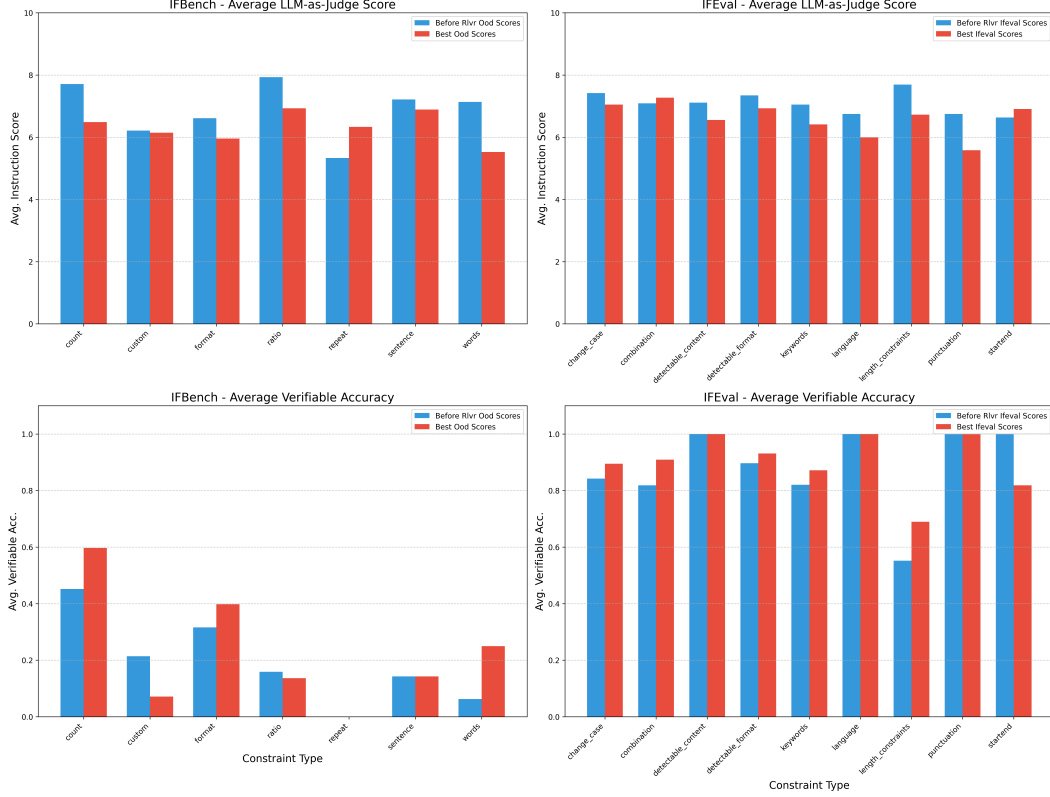 IFBench - Average LLM-as-Judge Score
Avg. Instruction Score
10
8
6
4
2
0
Before Rlvr Ood Scores
Best Ood Scores
count
custom
format
ratio
repeat
sentence
words
IFEval - Average LLM-as-Judge Score
Avg. Instruction Score
10
8
6
4
2
0
Before Rlvr Ifeval Scores
Best Ifeval Scores
change_case
combination
detectable_content
detectable_format
keywords
language
length_constraints
punctuation
startend
IFBench - Average Verifiable Accuracy
Avg. Verifiable Acc.
1.0
0.8
0.6
0.4
0.2
0.0
Before Rlvr Ood Scores
Best Ood Scores
count
custom
format
ratio
repeat
sentence
words
Constraint Type
IFEval - Average Verifiable Accuracy
Avg. Verifiable Acc.
1.0
0.8
0.6
0.4
0.2
0.0
Before Rlvr Ifeval Scores
Best Ifeval Scores
change_case
combination
detectable_content
detectable_format
keywords
language
length_constraints
punctuation
startend
Constraint Type